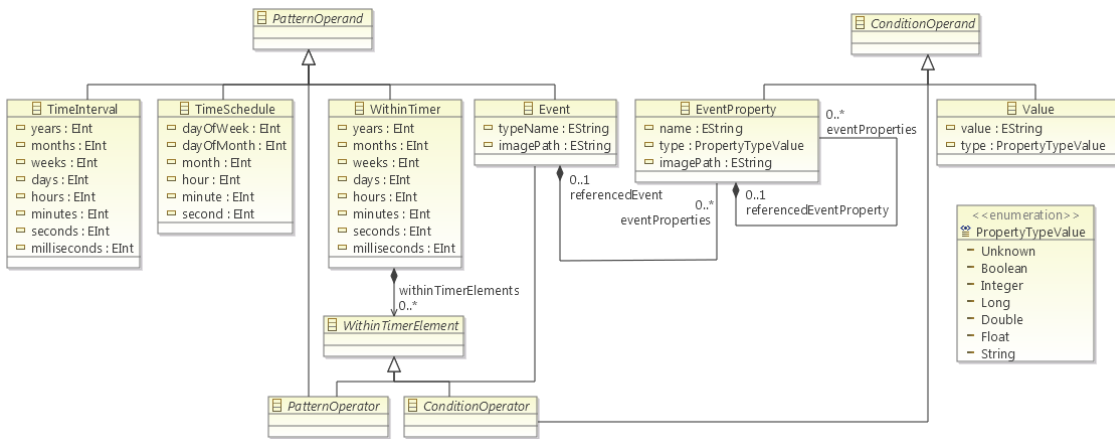 PatternOperand
ConditionOperand
TimeInterval
years : EInt
months : EInt
weeks : EInt
days : EInt
hours : EInt
minutes : EInt
seconds : EInt
milliseconds : EInt
TimeSchedule
dayOfWeek : EInt
dayOfMonth : EInt
month : EInt
hour : EInt
minute : EInt
second : EInt
WithinTimer
years : EInt
months : EInt
weeks : EInt
days : EInt
hours : EInt
minutes : EInt
seconds : EInt
milliseconds : EInt
Event
typeName : EString
imagePath : EString
EventProperty
name : EString
type : PropertyTypeValue
imagePath : EString
0..*
eventProperties
Value
value : EString
type : PropertyTypeValue
0..1
referencedEvent
0..*
eventProperties
0..1
referencedEventProperty
<<enumeration>>
PropertyTypeValue
Unknown
Boolean
Integer
Long
Double
Float
String
withinTimerElements
0..*
WithinTimerElement
PatternOperator
ConditionOperator